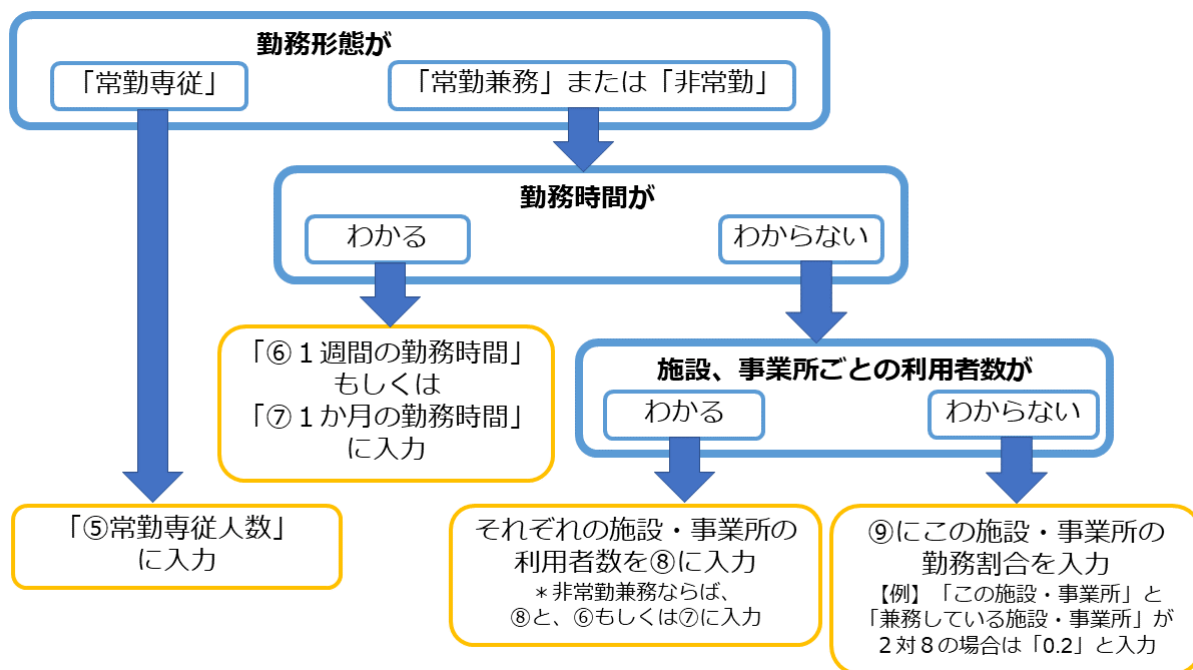 勤務形態が
「常勤専従」
「常勤兼務」または「非常勤」
勤務時間が
わかる
わからない
「⑥１週間の勤務時間」
もしくは
「⑦１か月の勤務時間」
に入力
施設、事業所ごとの利用者数が
わかる
わからない
「⑤常勤専従人数」
に入力
それぞれの施設・事業所の
利用者数を⑧に入力
＊非常勤兼務ならば、
⑧と、⑥もしくは⑦に入力
⑨にこの施設・事業所の
勤務割合を入力
【例】「この施設・事業所」と
「兼務している施設・事業所」が
２対８の場合は「0.2」と入力